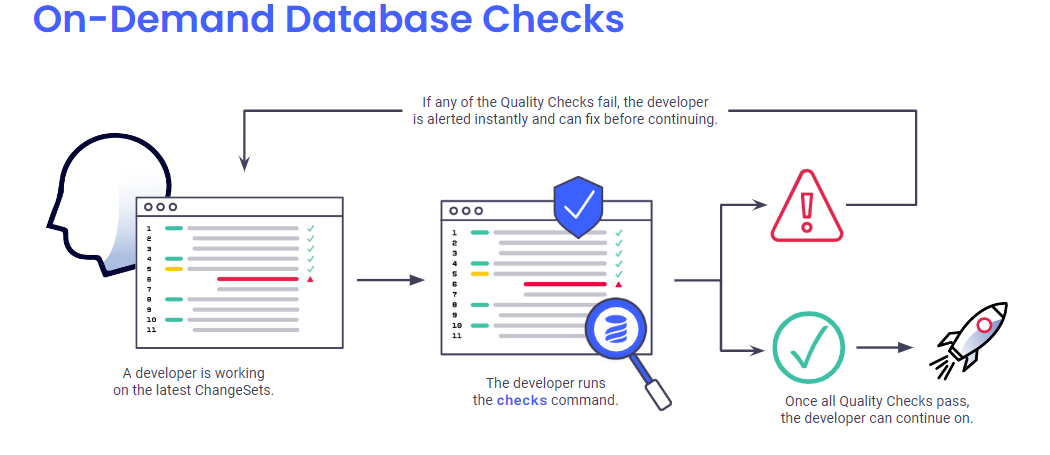 On-Demand Database Checks
If any of the Quality Checks fail, the developer
is alerted instantly and can fix before continuing.
1
2
3
4
5
6
7
8
9
10
11
A developer is working
on the latest ChangeSets.
1
2
3
4
5
6
7
8
9
10
11
The developer runs
the checks command.
Once all Quality Checks pass,
the developer can continue on.